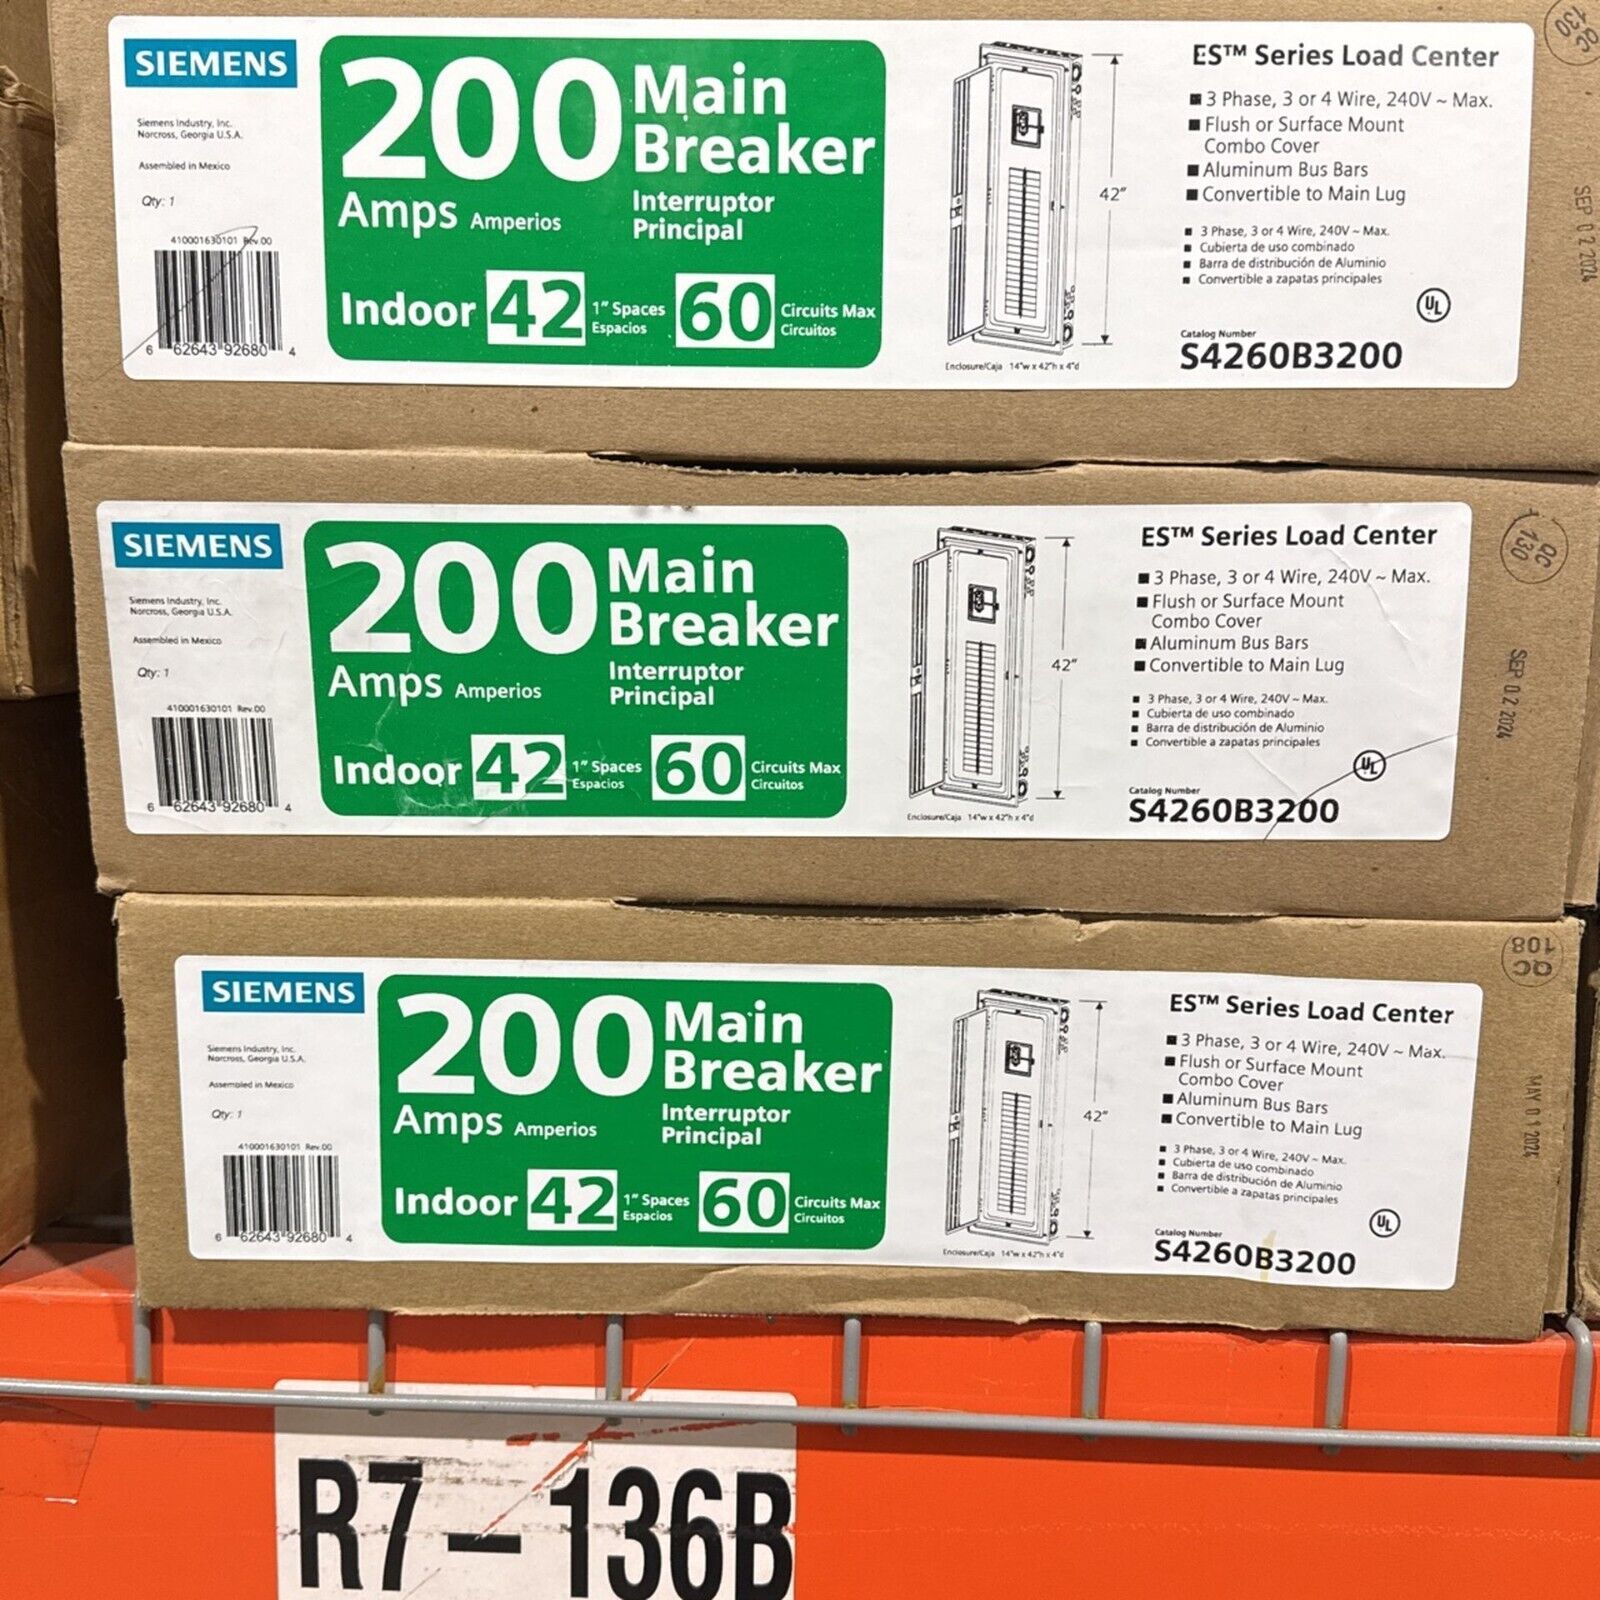 SIEMENS
Siemens Industry, Inc.
Norcross, Georgia U.S.A.
Assembled in Mexico
Qty: 1
410001630101 Rev.00
6 62643 92680 4
200 Main Breaker
Amps Amperios
Interruptor
Principal
Indoor 42 1" Spaces Espacios 60 Circuits Max Circuitos
42"
Enclosure/Caja 14"w x 42"h x 4"d
ES™ Series Load Center
■ 3 Phase, 3 or 4 Wire, 240V ~ Max.
■ Flush or Surface Mount
Combo Cover
■ Aluminum Bus Bars
■ Convertible to Main Lug
■ 3 Phase, 3 or 4 Wire, 240V ~ Max.
■ Cubierta de uso combinado
■ Barra de distribución de Aluminio
■ Convertible a zapatas principales
UL
Catalog Number
S4260B3200
QC
130
SEP 02 2024
SIEMENS
Siemens Industry, Inc.
Norcross, Georgia U.S.A.
Assembled in Mexico
Qty: 1
410001630101 Rev.00
6 62643 92680 4
200 Main Breaker
Amps Amperios
Interruptor
Principal
Indoor 42 1" Spaces Espacios 60 Circuits Max Circuitos
42"
Enclosure/Caja 14"w x 42"h x 4"d
ES™ Series Load Center
■ 3 Phase, 3 or 4 Wire, 240V ~ Max.
■ Flush or Surface Mount
Combo Cover
■ Aluminum Bus Bars
■ Convertible to Main Lug
■ 3 Phase, 3 or 4 Wire, 240V ~ Max.
■ Cubierta de uso combinado
■ Barra de distribución de Aluminio
■ Convertible a zapatas principales
UL
Catalog Number
S4260B3200
QC
130
SEP 02 2024
SIEMENS
Siemens Industry, Inc.
Norcross, Georgia U.S.A.
Assembled in Mexico
Qty: 1
410001630101 Rev.00
6 62643 92680 4
200 Main Breaker
Amps Amperios
Interruptor
Principal
Indoor 42 1" Spaces Espacios 60 Circuits Max Circuitos
42"
Enclosure/Caja 14"w x 42"h x 4"d
ES™ Series Load Center
■ 3 Phase, 3 or 4 Wire, 240V ~ Max.
■ Flush or Surface Mount
Combo Cover
■ Aluminum Bus Bars
■ Convertible to Main Lug
■ 3 Phase, 3 or 4 Wire, 240V ~ Max.
■ Cubierta de uso combinado
■ Barra de distribución de Aluminio
■ Convertible a zapatas principales
UL
Catalog Number
S4260B3200
QC
108
MAY 01 2024
R7-136B